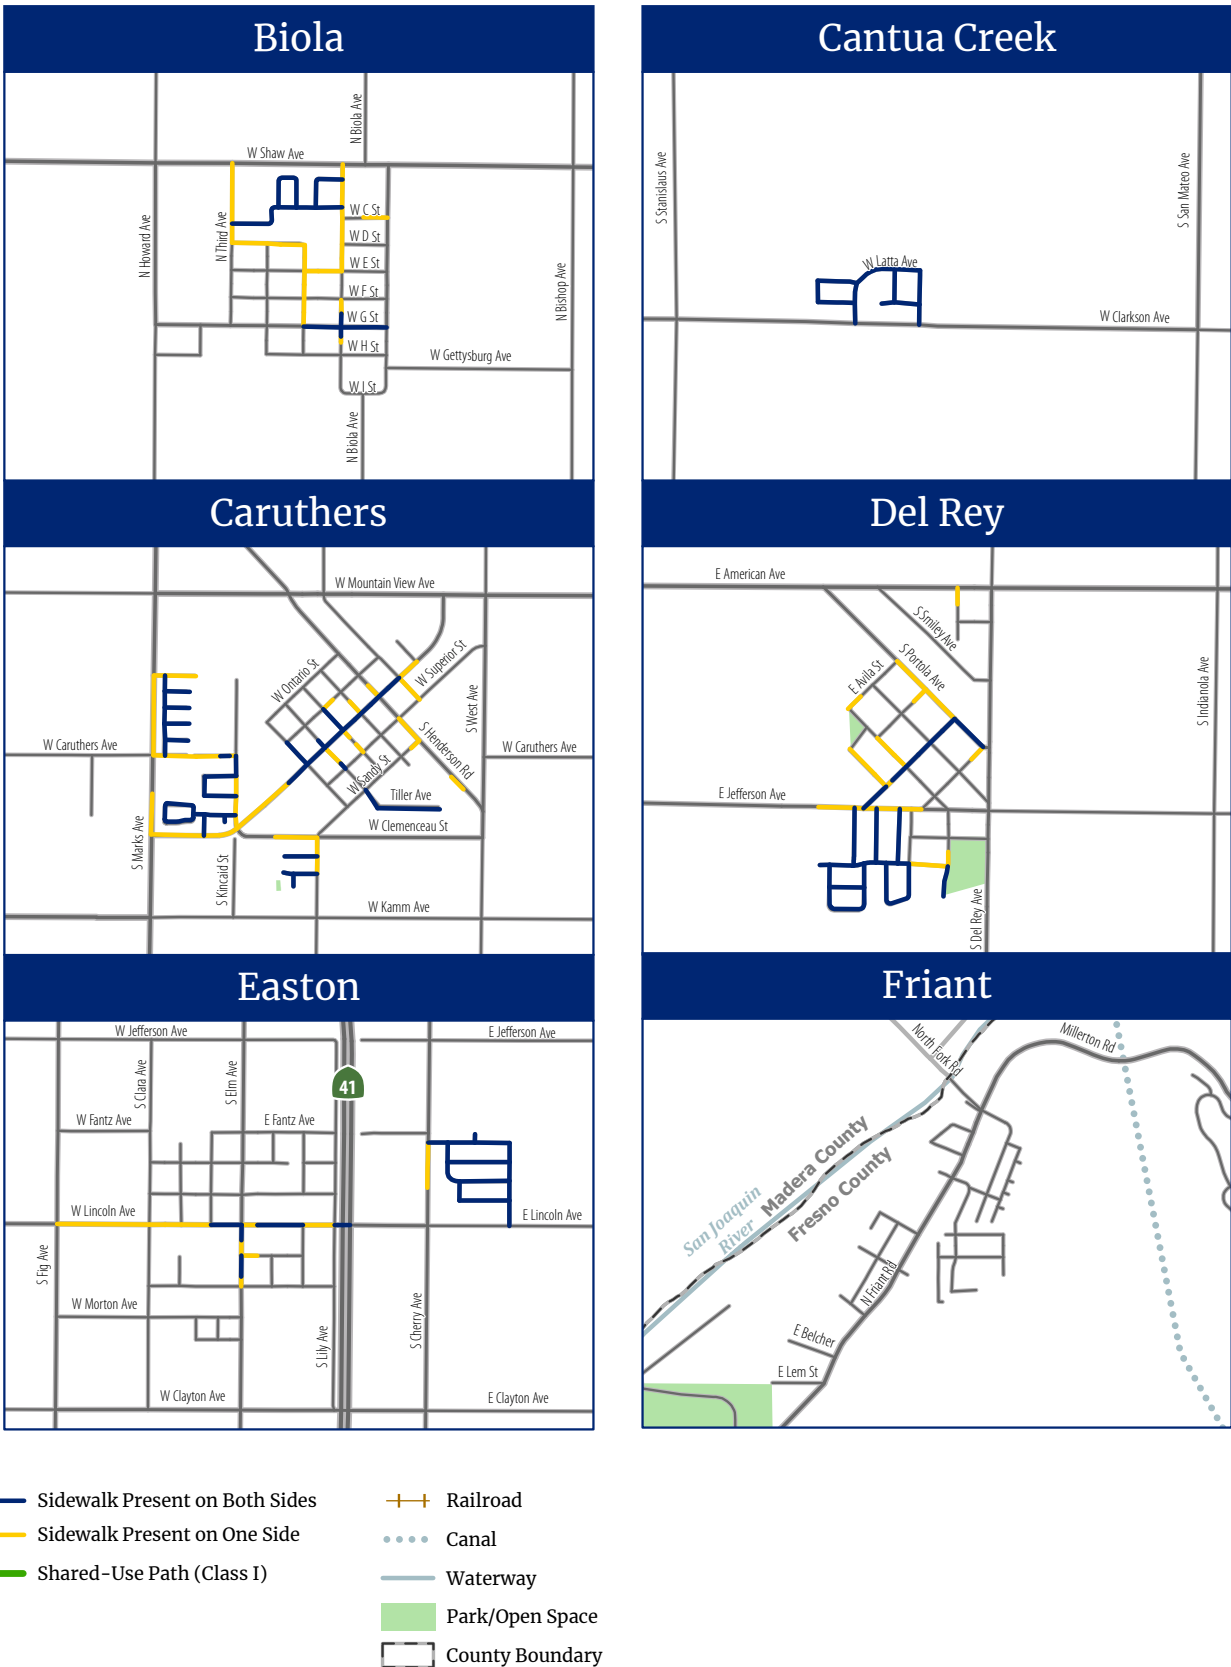 Biola
N Biola Ave
W Shaw Ave
N Howard Ave
N Third Ave
W C St
W D St
W E St
W F St
W G St
W H St
W I St
N Bishop Ave
W Gettysburg Ave
N Biola Ave
Cantua Creek
S Stanislaus Ave
S San Mateo Ave
W Latta Ave
W Clarkson Ave
Caruthers
W Mountain View Ave
W Ontario St
W Superior St
S West Ave
W Caruthers Ave
S Henderson Rd
W Caruthers Ave
W Sandy St
Tiller Ave
W Clemenceau St
S Marks Ave
S Kincaid St
W Kamm Ave
Del Rey
E American Ave
S Smiley Ave
S Portola Ave
E Avila St
S Indianola Ave
E Jefferson Ave
S Del Rey Ave
Easton
W Jefferson Ave
E Jefferson Ave
41
S Clara Ave
S Elm Ave
W Fantz Ave
E Fantz Ave
W Lincoln Ave
E Lincoln Ave
S Fig Ave
W Morton Ave
S Lily Ave
S Cherry Ave
W Clayton Ave
E Clayton Ave
Friant
North Fork Rd
Millerton Rd
Madera County
Fresno County
San Joaquin
River
N Friant Rd
E Belcher
E Lem St
Sidewalk Present on Both Sides
Sidewalk Present on One Side
Shared-Use Path (Class I)
Railroad
Canal
Waterway
Park/Open Space
County Boundary